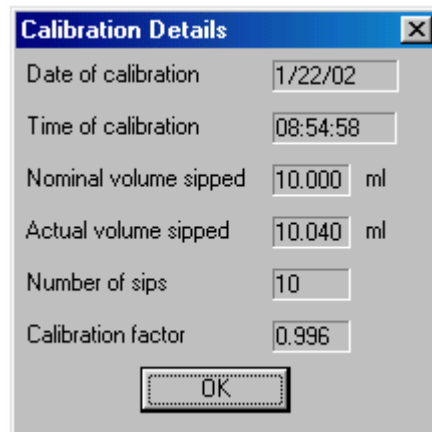 Calibration Details
Date of calibration 1/22/02
Time of calibration 08:54:58
Nominal volume sipped 10.000 ml
Actual volume sipped 10.040 ml
Number of sips 10
Calibration factor 0.996
OK